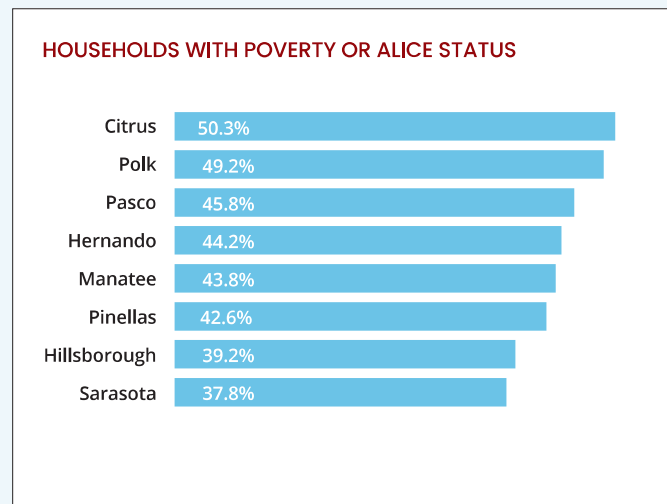 HOUSEHOLDS WITH POVERTY OR ALICE STATUS
Citrus 50.3%
Polk 49.2%
Pasco 45.8%
Hernando 44.2%
Manatee 43.8%
Pinellas 42.6%
Hillsborough 39.2%
Sarasota 37.8%